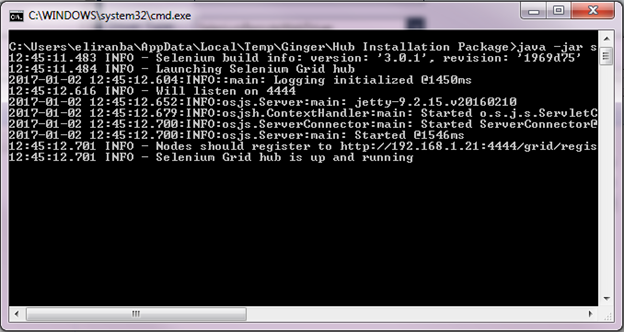 C:\WINDOWS\system32\cmd.exe
C:\Users\eliranba\AppData\Local\Temp\Ginger\Hub Installation Package>java -jar s
12:45:11.483 INFO - Selenium build info: version: '3.0.1', revision: '1969d75'
12:45:11.484 INFO - Launching Selenium Grid hub
2017-01-02 12:45:12.604:INFO::main: Logging initialized @1450ms
12:45:12.616 INFO - Will listen on 4444
2017-01-02 12:45:12.652:INFO:osjs.Server:main: jetty-9.2.15.v20160210
2017-01-02 12:45:12.679:INFO:osjsh.ContextHandler:main: Started o.s.j.s.ServletC
2017-01-02 12:45:12.700:INFO:osjs.ServerConnector:main: Started ServerConnector@
2017-01-02 12:45:12.700:INFO:osjs.Server:main: Started @1546ms
12:45:12.701 INFO - Nodes should register to http://192.168.1.21:4444/grid/regis
12:45:12.701 INFO - Selenium Grid hub is up and running